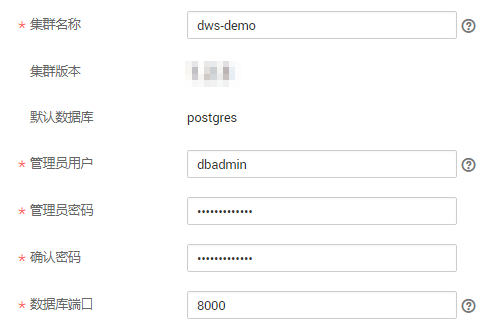 * 集群名称 dws-demo
集群版本
默认数据库 postgres
* 管理员用户 dbadmin
* 管理员密码 •••••••••••••
* 确认密码 •••••••••••••
* 数据库端口 8000